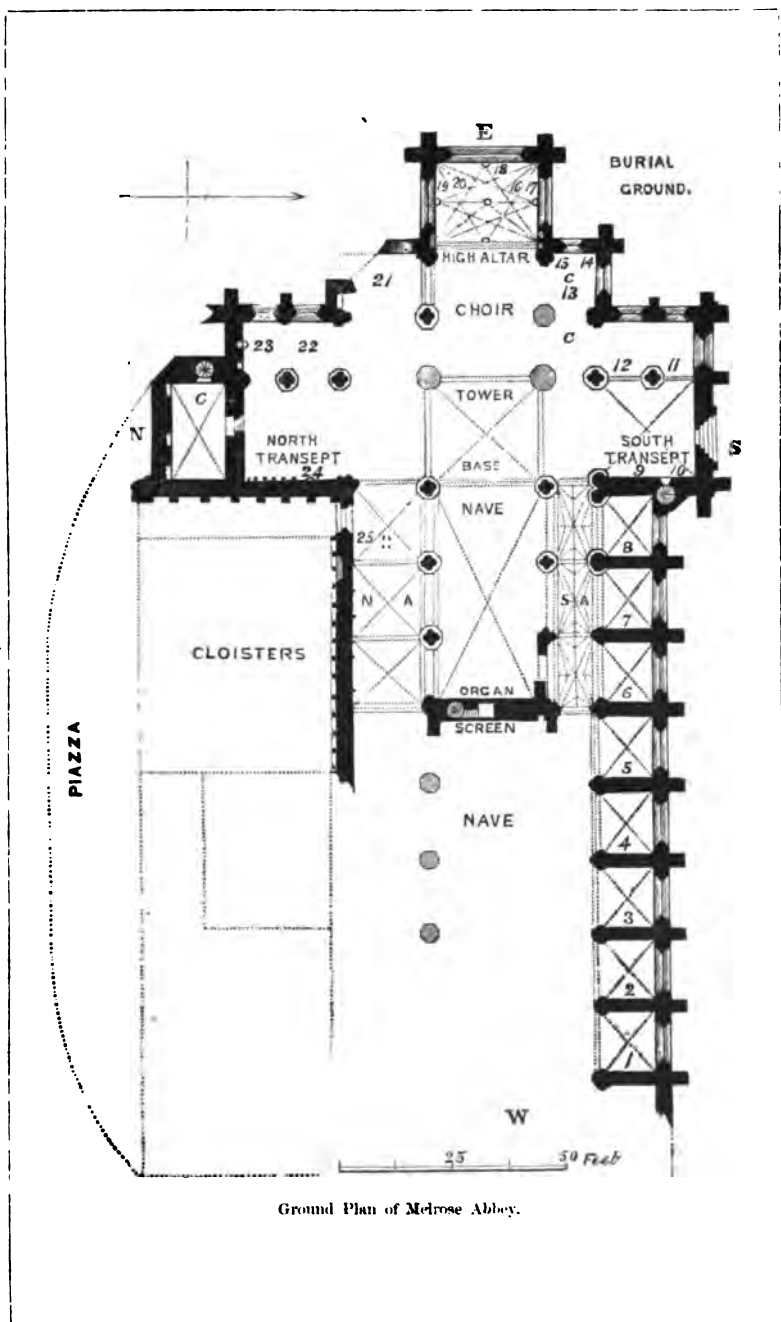 E
BURIAL
GROUND.
18
19 20 16 17
HIGH ALTAR
15 14
21
C
13
CHOIR
C
23 22
12 11
C
TOWER
N
NORTH
TRANSEPT
24
SOUTH
TRANSEPT
S
BASE
9 10
NAVE
25
8
N A
S A
7
CLOISTERS
6
ORGAN
SCREEN
5
PIAZZA
NAVE
4
3
2
1
W
25 50 Feet
Ground Plan of Melrose Abbey.